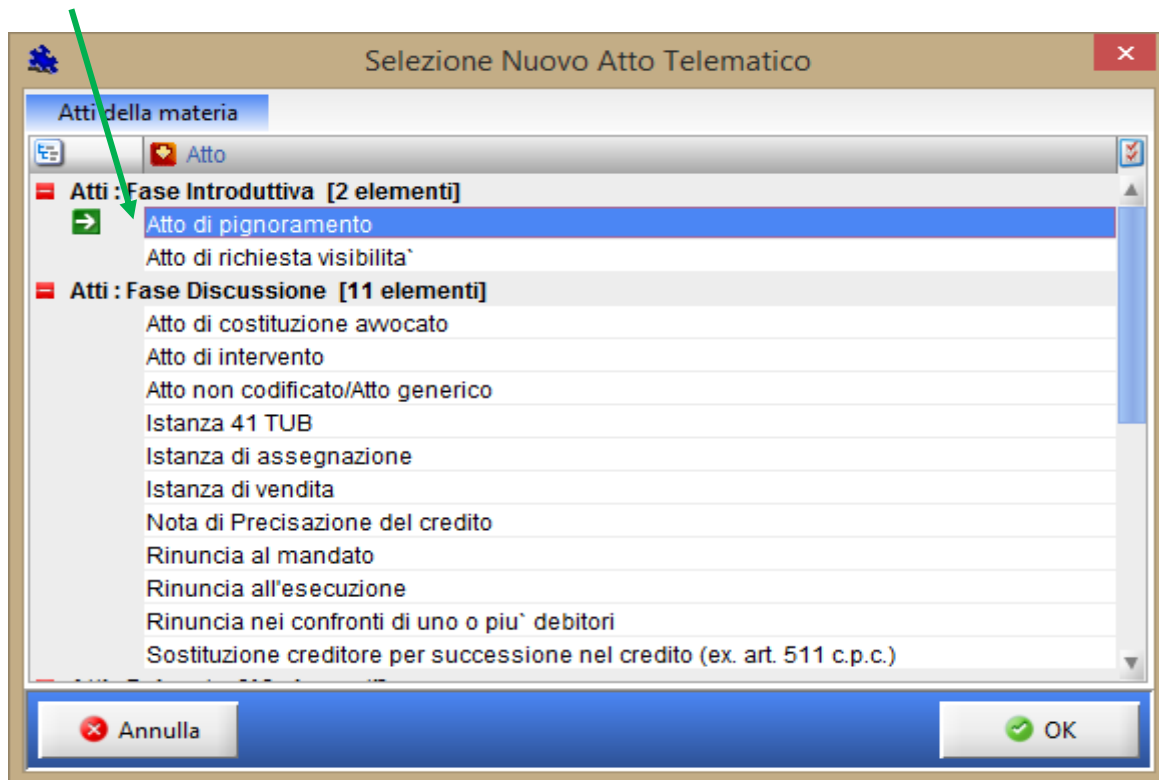 Selezione Nuovo Atto Telematico
Atti della materia
Atto
Atti : Fase Introduttiva [2 elementi]
Atto di pignoramento
Atto di richiesta visibilita`
Atti : Fase Discussione [11 elementi]
Atto di costituzione avvocato
Atto di intervento
Atto non codificato/Atto generico
Istanza 41 TUB
Istanza di assegnazione
Istanza di vendita
Nota di Precisazione del credito
Rinuncia al mandato
Rinuncia all'esecuzione
Rinuncia nei confronti di uno o piu` debitori
Sostituzione creditore per successione nel credito (ex. art. 511 c.p.c.)
Annulla
OK